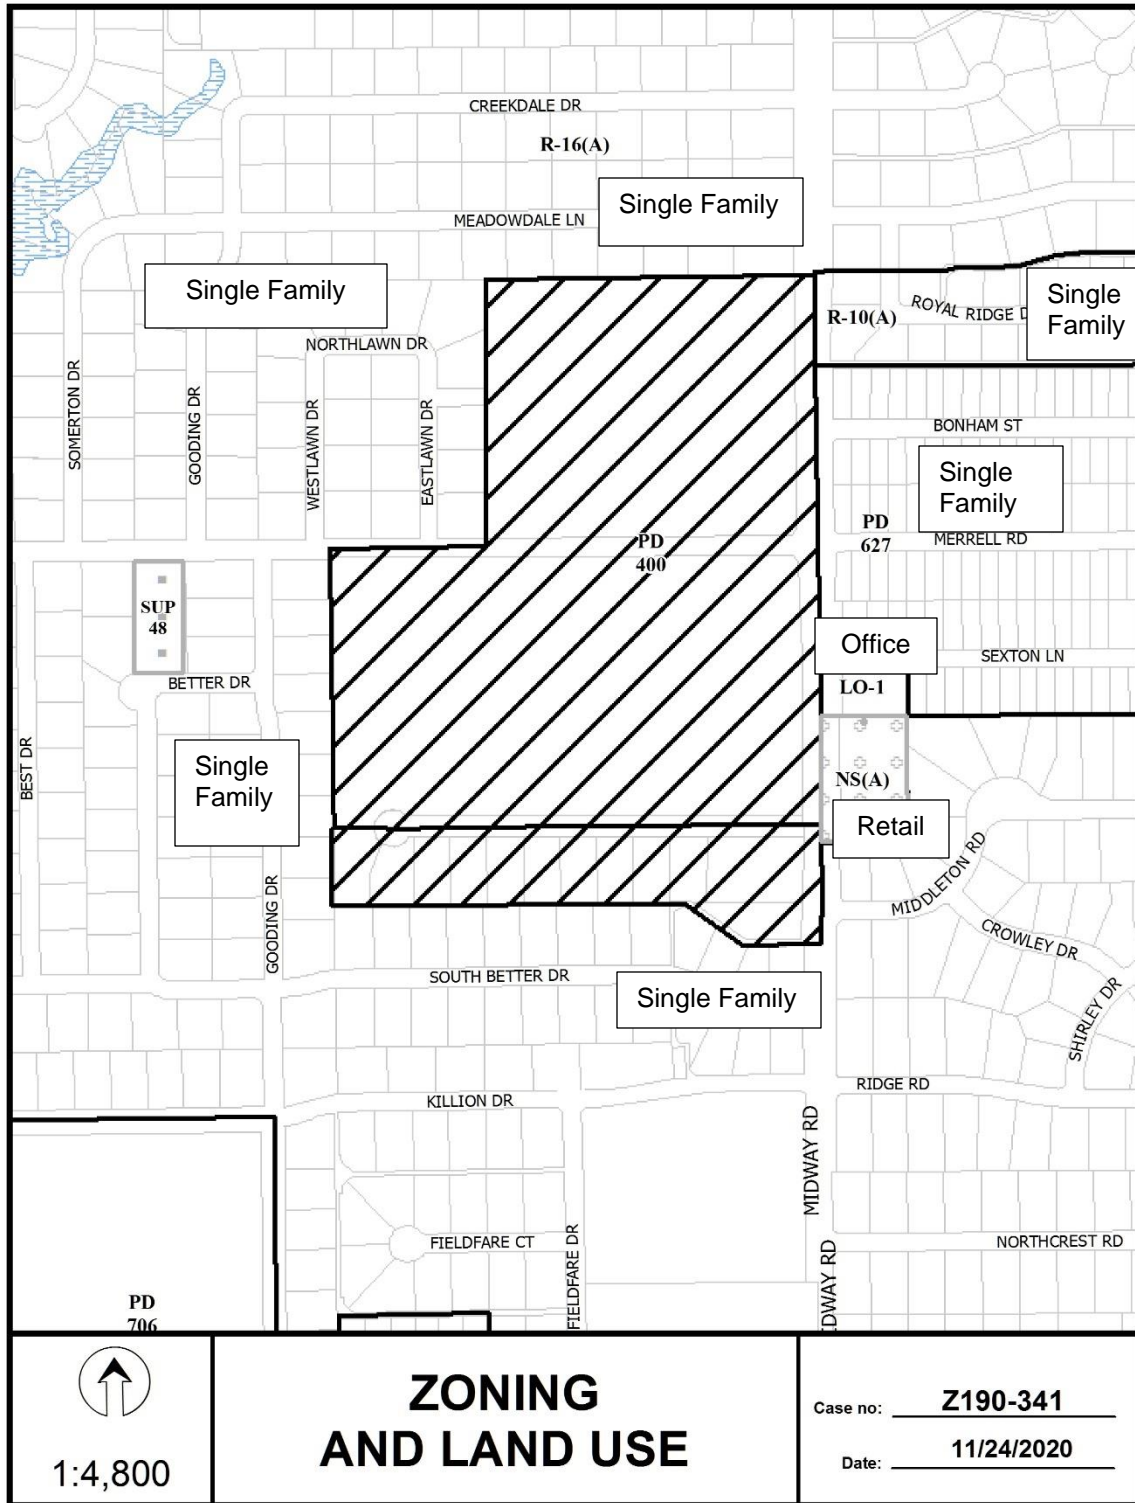 CREEKDALE DR
R-16(A)
Single Family
MEADOWDALE LN
Single Family
Single
Family
ROYAL RIDGE D
R-10(A)
NORTHLAWN DR
SOMERTON DR
GOODING DR
WESTLAWN DR
EASTLAWN DR
BONHAM ST
Single
Family
PD
627
MERRELL RD
PD
400
SUP
48
Office
SEXTON LN
BETTER DR
LO-1
BEST DR
Single
Family
NS(A)
Retail
MIDDLETON RD
GOODING DR
CROWLEY DR
SOUTH BETTER DR
Single Family
SHIRLEY DR
RIDGE RD
KILLION DR
MIDWAY RD
FIELDFARE CT
FIELDFARE DR
NORTHCREST RD
IDWAY RD
PD
706
1:4,800
ZONING
AND LAND USE
Case no: Z190-341
Date: 11/24/2020